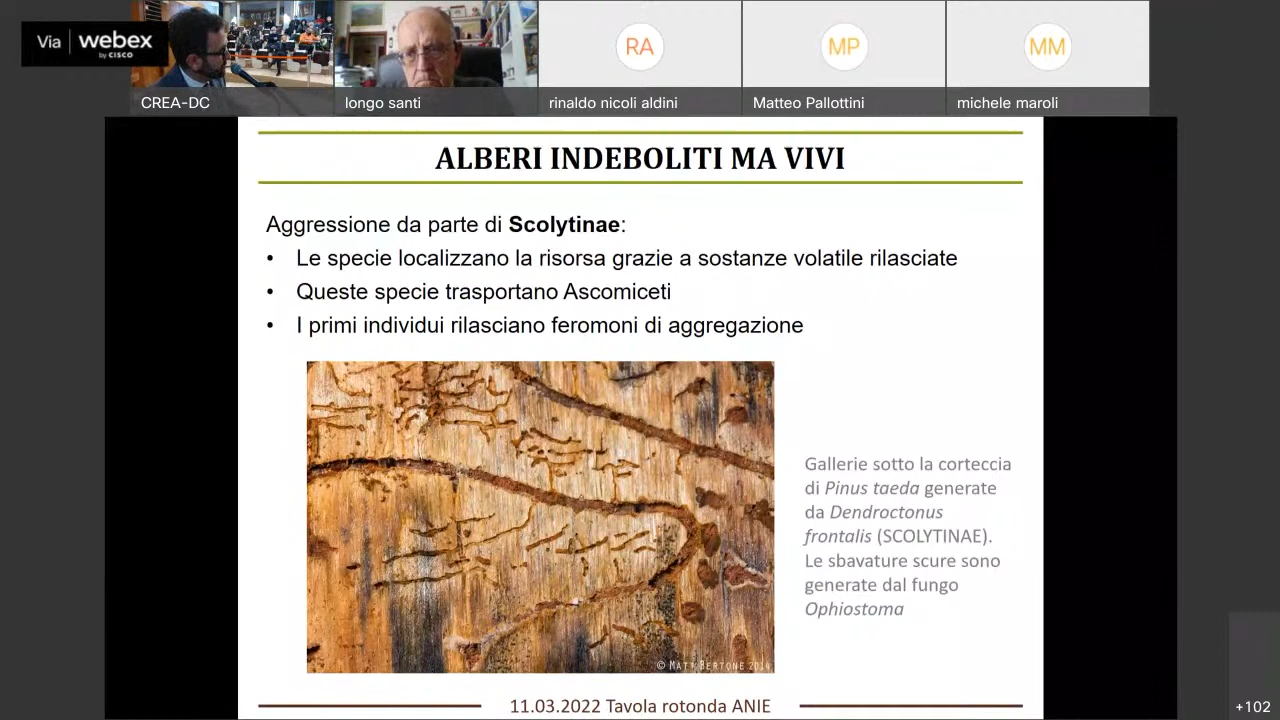 Via webex
by CISCO
RA
MP
MM
CREA-DC
longo santi
rinaldo nicoli aldini
Matteo Pallottini
michele maroli
ALBERI INDEBOLITI MA VIVI
Aggressione da parte di Scolytinae:
• Le specie localizzano la risorsa grazie a sostanze volatile rilasciate
• Queste specie trasportano Ascomiceti
• I primi individui rilasciano feromoni di aggregazione
Gallerie sotto la corteccia
di Pinus taeda generate
da Dendroctonus
frontalis (SCOLYTINAE).
Le sbavature scure sono
generate dal fungo
Ophiostoma
© MATT BERTONE 2014
11.03.2022 Tavola rotonda ANIE
+102